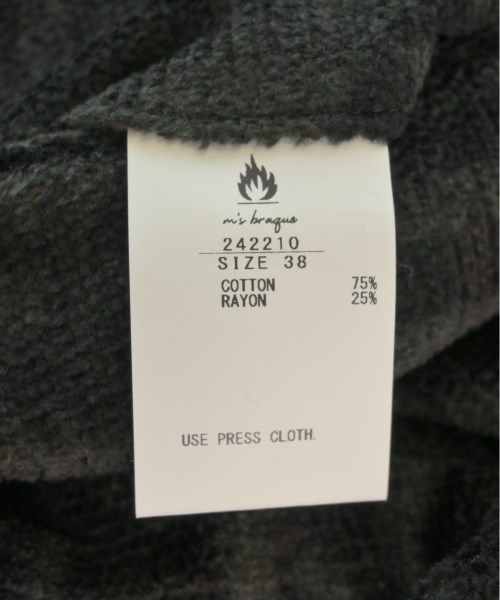 m's braque
242210
SIZE 38
COTTON 75%
RAYON 25%
USE PRESS CLOTH.